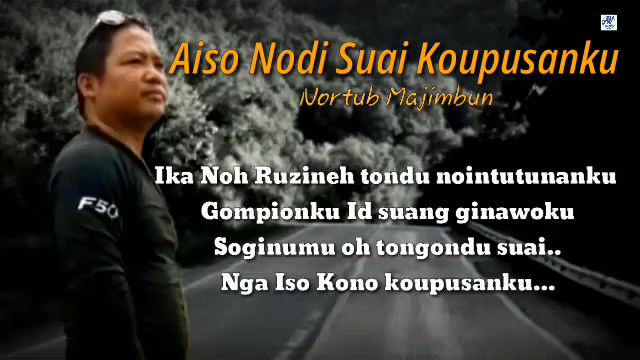 Aiso Nodi Suai Koupusanku
Nortub Majimbun
Ika Noh Ruzineh tondu nointutunanku
Gompionku Id suang ginawoku
Soginumu oh tongondu suai..
Nga Iso Kono koupusanku...